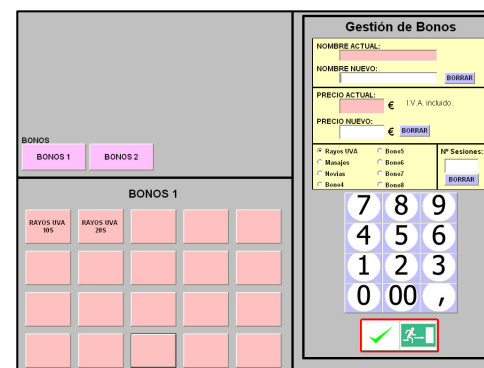 BONOS
BONOS 1
BONOS 2
BONOS 1
RAYOS UVA
10S
RAYOS UVA
20S
Gestión de Bonos
NOMBRE ACTUAL:
NOMBRE NUEVO:
BORRAR
PRECIO ACTUAL:
€ I.V.A. incluido.
PRECIO NUEVO:
€ BORRAR
Rayos UVA
Masajes
Novias
Bono4
Bono5
Bono6
Bono7
Bono8
Nº Sesiones:
BORRAR
7 8 9
4 5 6
1 2 3
0 00 ,